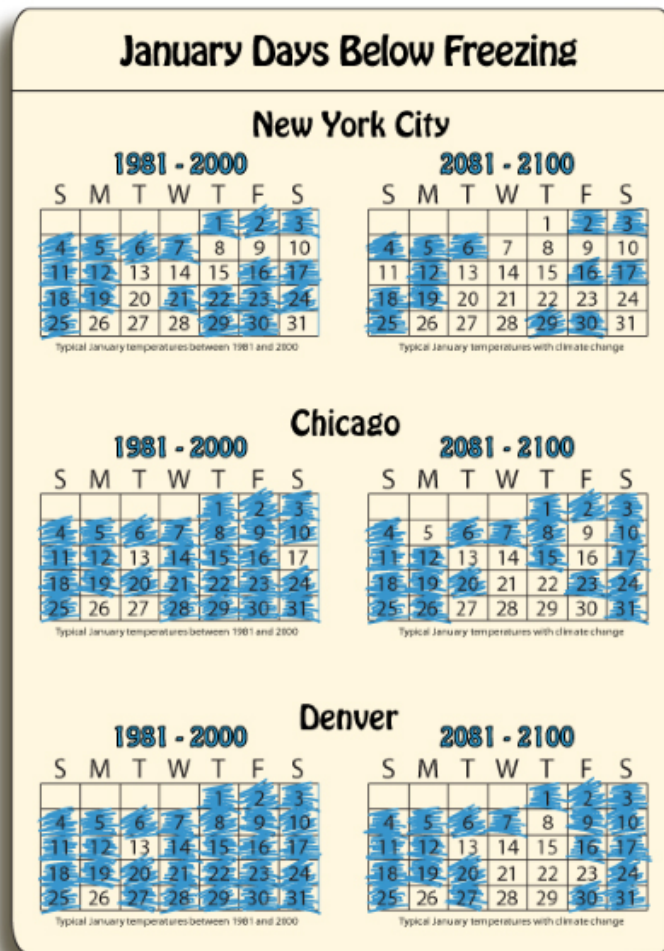 January Days Below Freezing
New York City
1981 - 2000
S M T W T F S
1 2 3
4 5 6 7 8 9 10
11 12 13 14 15 16 17
18 19 20 21 22 23 24
25 26 27 28 29 30 31
Typical January temperatures between 1981 and 2000
2081 - 2100
S M T W T F S
1 2 3
4 5 6 7 8 9 10
11 12 13 14 15 16 17
18 19 20 21 22 23 24
25 26 27 28 29 30 31
Typical January temperatures with climate change
Chicago
1981 - 2000
S M T W T F S
1 2 3
4 5 6 7 8 9 10
11 12 13 14 15 16 17
18 19 20 21 22 23 24
25 26 27 28 29 30 31
Typical January temperatures between 1981 and 2000
2081 - 2100
S M T W T F S
1 2 3
4 5 6 7 8 9 10
11 12 13 14 15 16 17
18 19 20 21 22 23 24
25 26 27 28 29 30 31
Typical January temperatures with climate change
Denver
1981 - 2000
S M T W T F S
1 2 3
4 5 6 7 8 9 10
11 12 13 14 15 16 17
18 19 20 21 22 23 24
25 26 27 28 29 30 31
Typical January temperatures between 1981 and 2000
2081 - 2100
S M T W T F S
1 2 3
4 5 6 7 8 9 10
11 12 13 14 15 16 17
18 19 20 21 22 23 24
25 26 27 28 29 30 31
Typical January temperatures with climate change